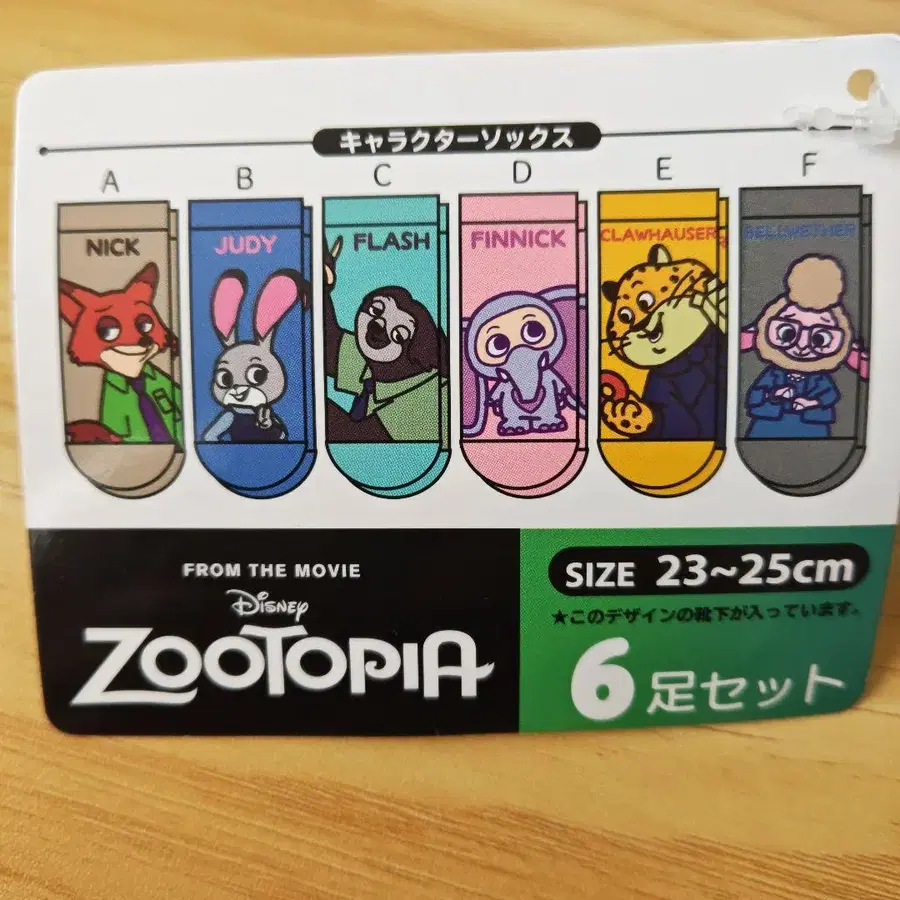 キャラクターソックス
A B C D E F
NICK JUDY FLASH FINNICK CLAWHAUSER BELLWETHER
FROM THE MOVIE
Disney
ZOOTOPIA
SIZE 23~25cm
★このデザインの靴下が入っています。
6足セット